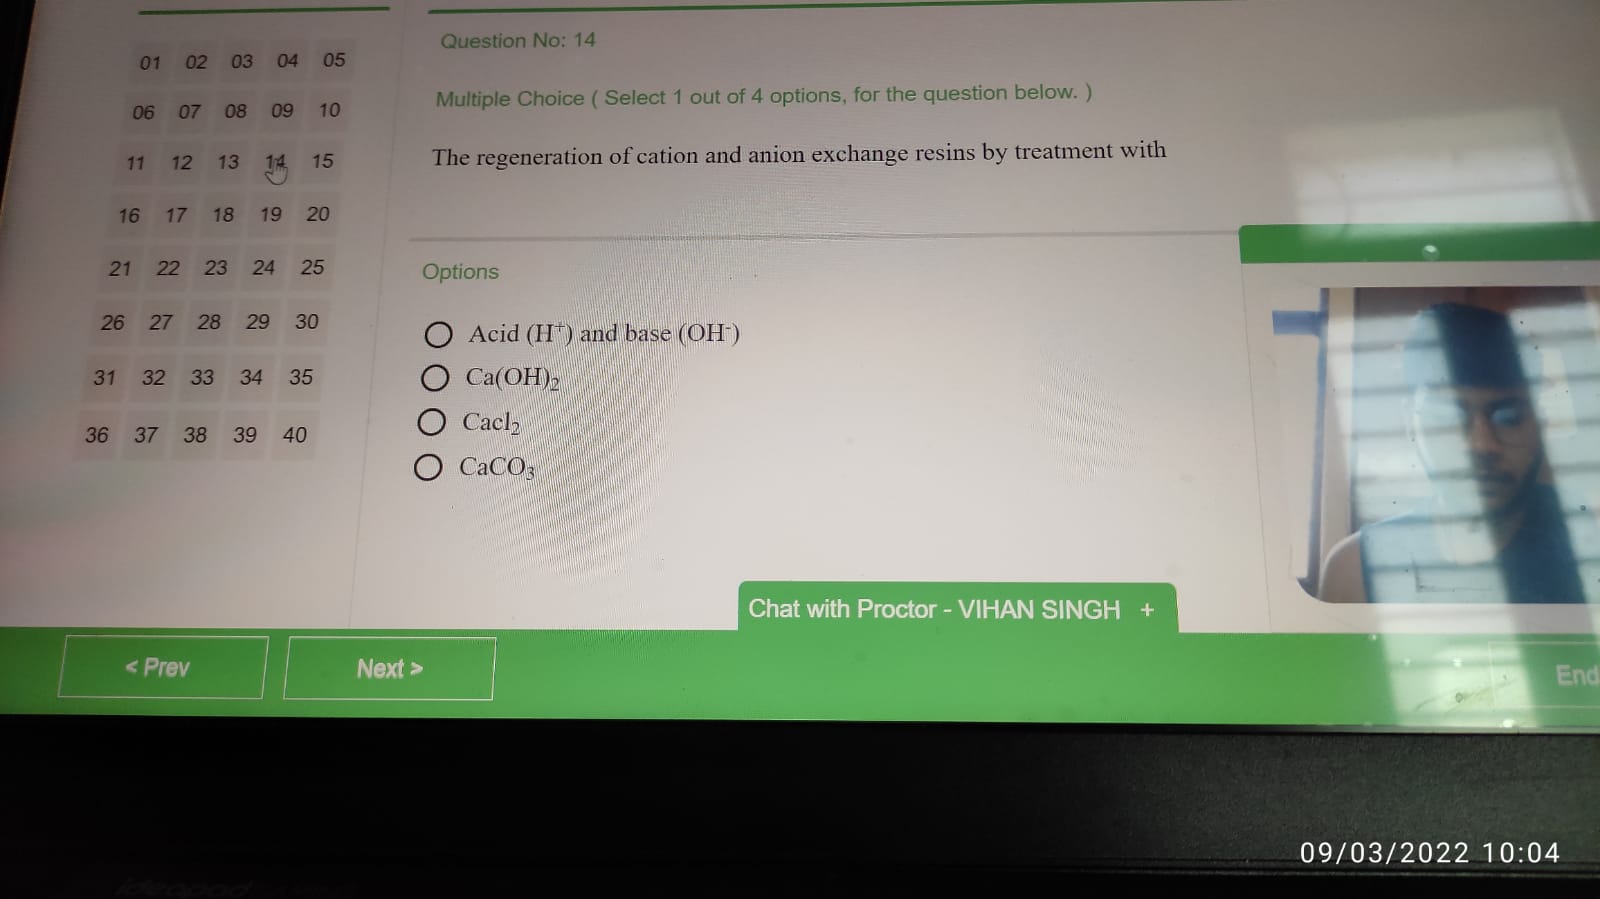 01 02 03 04 05
06 07 08 09 10
11 12 13 14 15
16 17 18 19 20
21 22 23 24 25
26 27 28 29 30
31 32 33 34 35
36 37 38 39 40
Question No: 14
Multiple Choice ( Select 1 out of 4 options, for the question below. )
The regeneration of cation and anion exchange resins by treatment with
Options
Acid (H⁺) and base (OH⁻)
Ca(OH)₂
Cacl₂
CaCO₃
Chat with Proctor - VIHAN SINGH +
< Prev
Next >
End
ideapad
09/03/2022 10:04